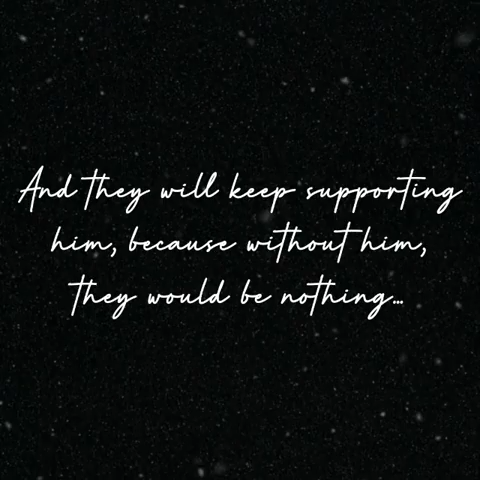 And they will keep supporting
him, because without him,
they would be nothing...